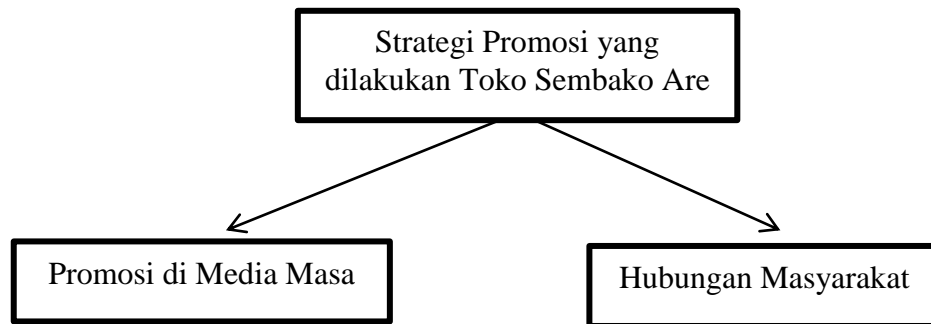 Strategi Promosi yang
dilakukan Toko Sembako Are
Promosi di Media Masa
Hubungan Masyarakat